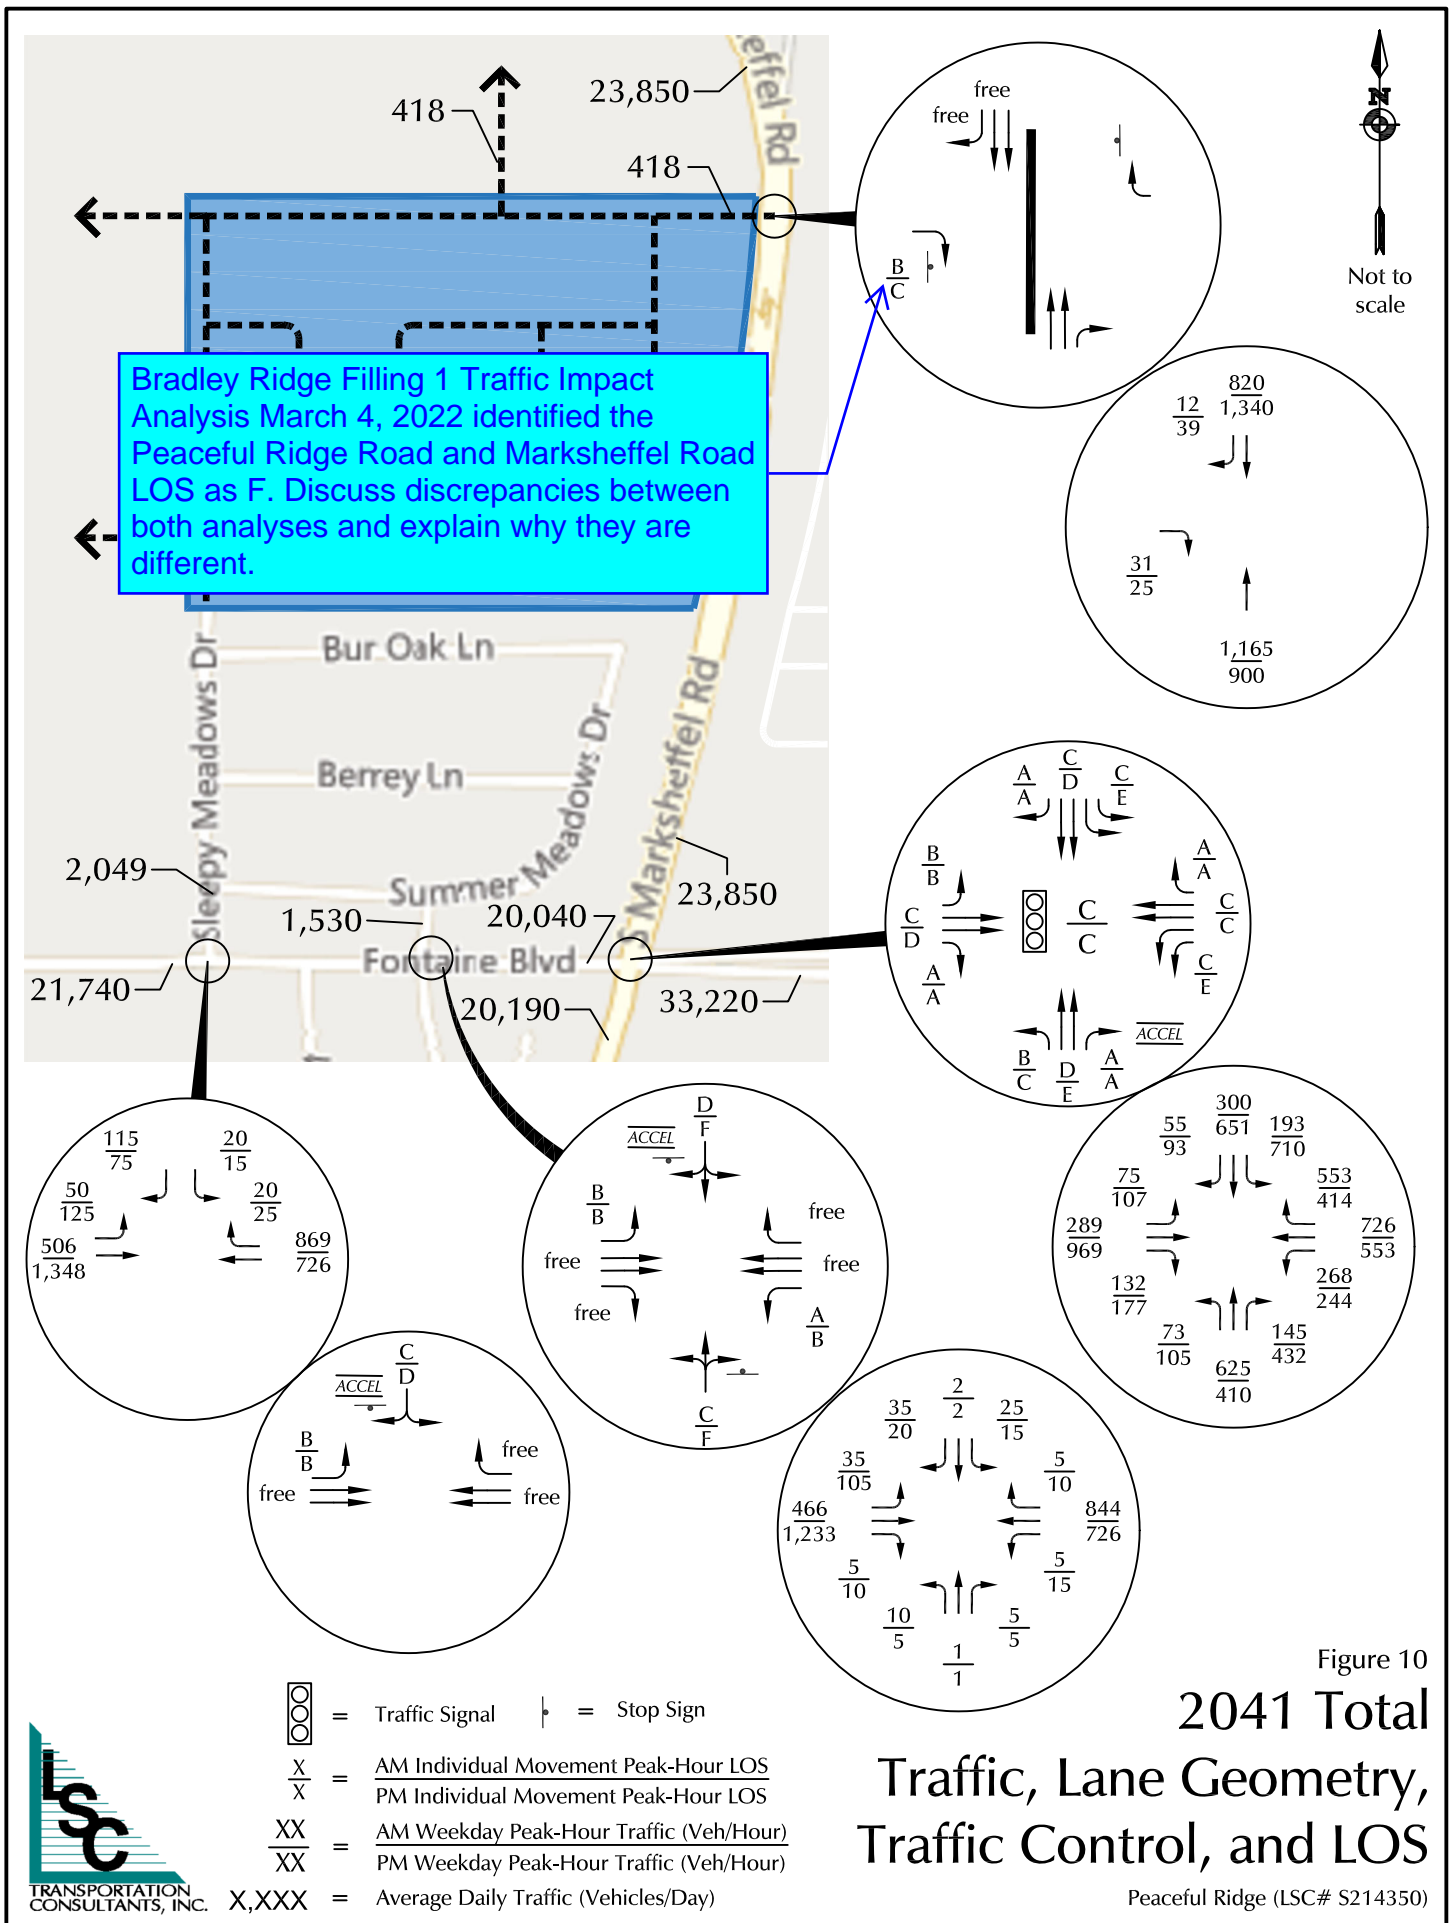 effel Rd
23,850
418
418
free
free
B
C
N
Not to
scale
Bradley Ridge Filling 1 Traffic Impact
Analysis March 4, 2022 identified the
Peaceful Ridge Road and Marksheffel Road
LOS as F. Discuss discrepancies between
both analyses and explain why they are
different.
12
39
820
1,340
31
25
1,165
900
Bur Oak Ln
Berrey Ln
Sleepy Meadows Dr
Summer Meadows Dr
S Marksheffel Rd
Fontaine Blvd
2,049
1,530
20,040
23,850
21,740
20,190
33,220
A
A
C
D
C
E
B
B
A
A
C
D
C
C
C
C
A
A
C
E
B
C
D
E
A
A
ACCEL
115
75
20
15
50
125
20
25
506
1,348
869
726
ACCEL
D
F
B
B
free
free
free
free
A
B
C
F
300
651
55
93
193
710
75
107
553
414
289
969
726
553
132
177
268
244
73
105
145
432
625
410
C
D
ACCEL
B
B
free
free
free
2
2
35
20
25
15
35
105
5
10
466
1,233
844
726
5
10
5
15
10
5
5
5
1
1
= Traffic Signal
= Stop Sign
X
X
=
AM Individual Movement Peak-Hour LOS
PM Individual Movement Peak-Hour LOS
XX
XX
=
AM Weekday Peak-Hour Traffic (Veh/Hour)
PM Weekday Peak-Hour Traffic (Veh/Hour)
X,XXX = Average Daily Traffic (Vehicles/Day)
LSC
TRANSPORTATION
CONSULTANTS, INC.
Figure 10
2041 Total
Traffic, Lane Geometry,
Traffic Control, and LOS
Peaceful Ridge (LSC# S214350)